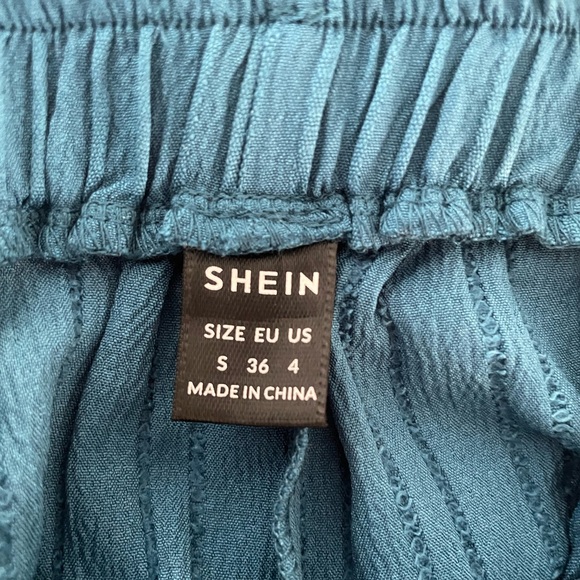 SHEIN
SIZE EU US
S 36 4
MADE IN CHINA